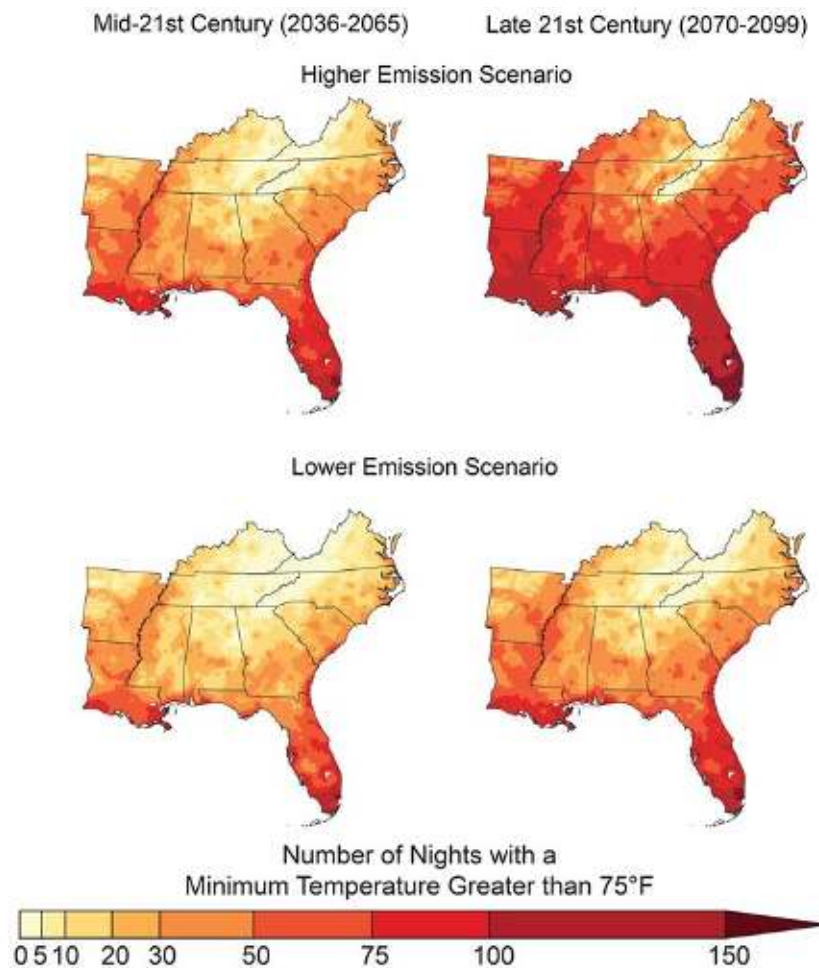 Mid-21st Century (2036-2065) Late 21st Century (2070-2099)
Higher Emission Scenario
Lower Emission Scenario
Number of Nights with a
Minimum Temperature Greater than 75°F
0 5 10 20 30 50 75 100 150